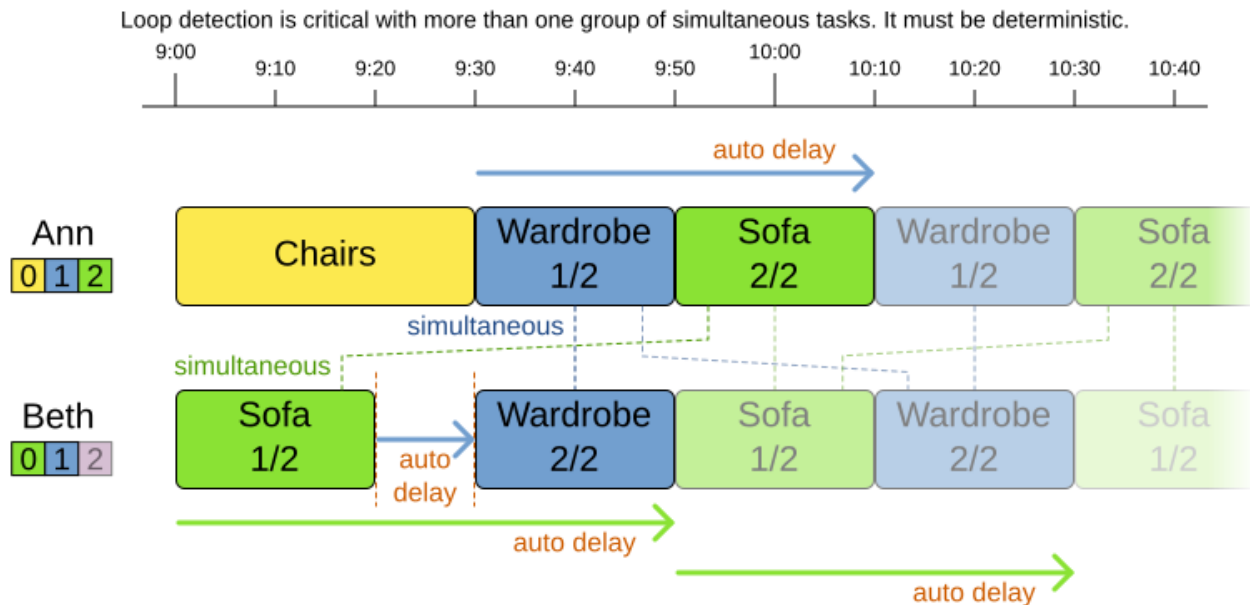 Loop detection is critical with more than one group of simultaneous tasks. It must be deterministic.
9:00 9:10 9:20 9:30 9:40 9:50 10:00 10:10 10:20 10:30 10:40
auto delay
Ann
0 1 2
Chairs
Wardrobe
1/2
Sofa
2/2
Wardrobe
1/2
Sofa
2/2
simultaneous
simultaneous
Beth
0 1 2
Sofa
1/2
auto
delay
Wardrobe
2/2
Sofa
1/2
Wardrobe
2/2
Sofa
1/2
auto delay
auto delay